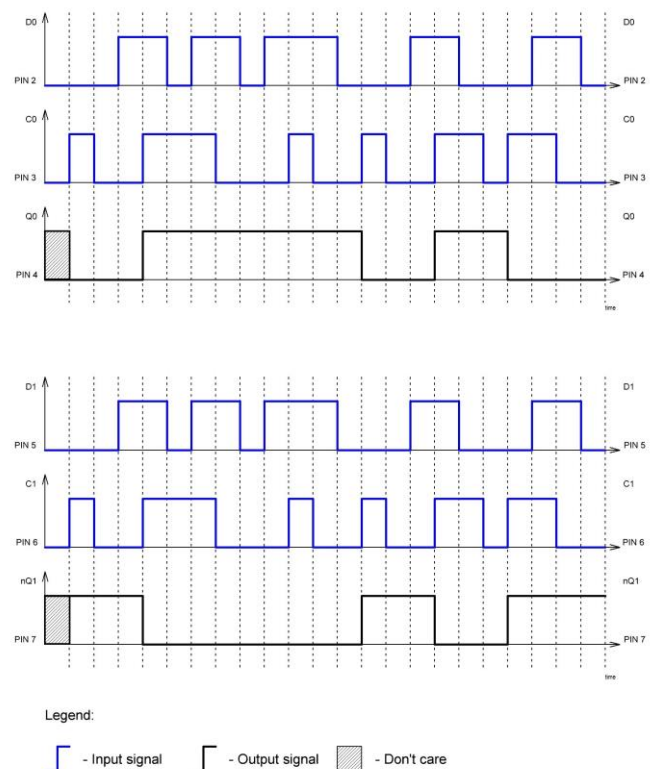 D0 D0
PIN 2 PIN 2
C0 C0
PIN 3 PIN 3
Q0 Q0
PIN 4 PIN 4
time
D1 D1
PIN 5 PIN 5
C1 C1
PIN 6 PIN 6
nQ1 nQ1
PIN 7 PIN 7
time
Legend:
- Input signal - Output signal - Don't care